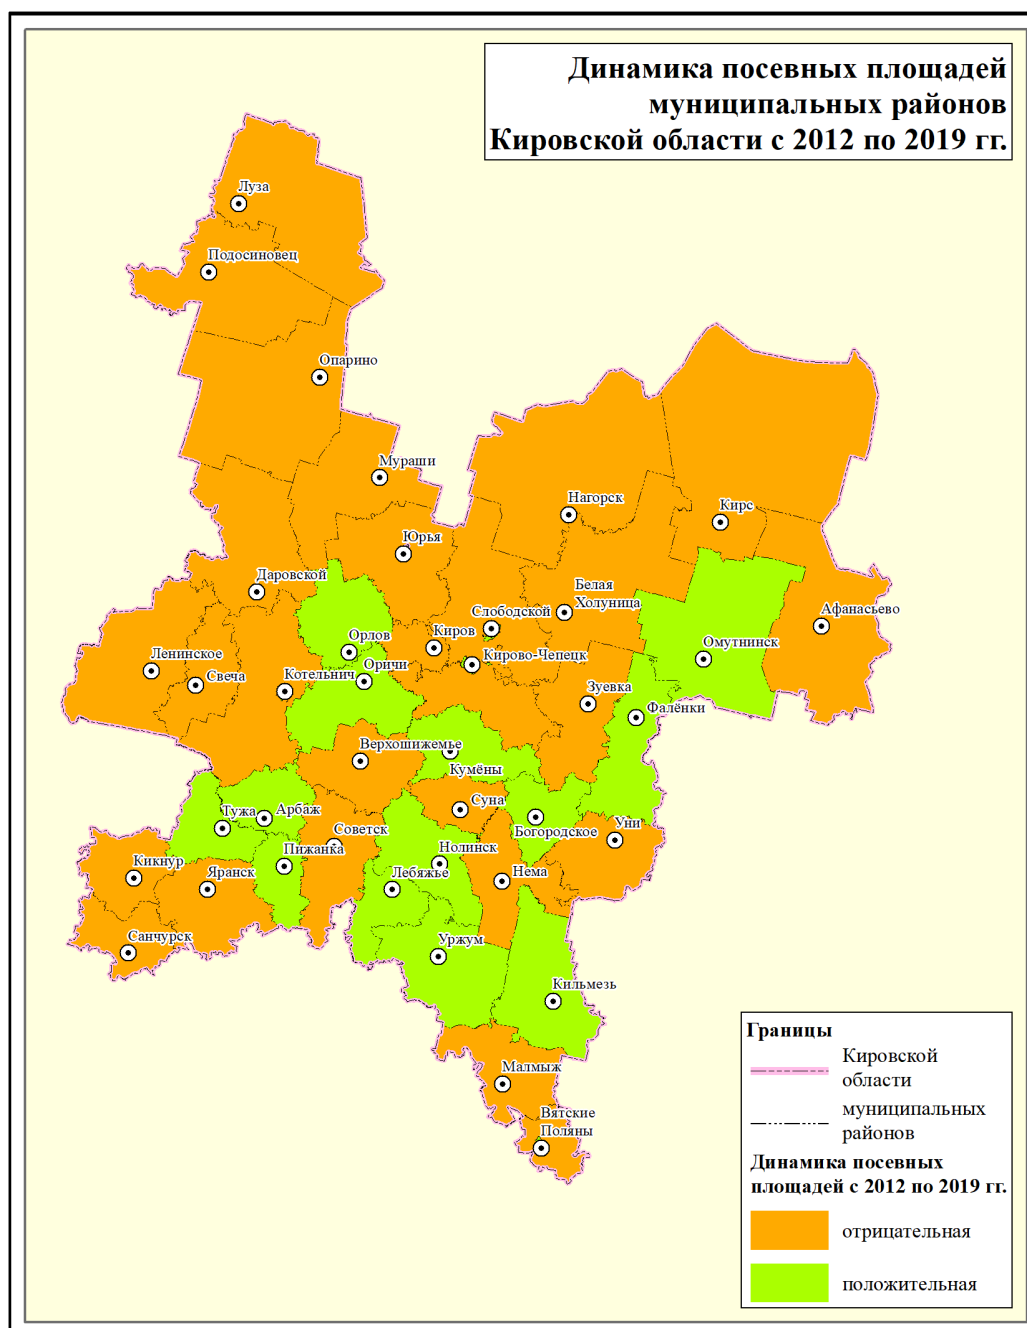 Динамика посевных площадей
муниципальных районов
Кировской области с 2012 по 2019 гг.
Луза
Подосиновец
Опарино
Мураши
Нагорск
Кирс
Юрья
Даровской
Белая
Холуница
Слободской
Афанасьево
Орлов
Киров
Омутнинск
Ленинское
Оричи
Кирово-Чепецк
Свеча
Котельнич
Зуевка
Фалёнки
Верхошижемье
Кумёны
Тужа
Арбаж
Суна
Советск
Богородское
Уни
Пижанка
Нолинск
Кикнур
Яранск
Лебяжье
Нема
Санчурск
Уржум
Кильмезь
Малмыж
Вятские
Поляны
Границы
Кировской
области
муниципальных
районов
Динамика посевных
площадей с 2012 по 2019 гг.
отрицательная
положительная